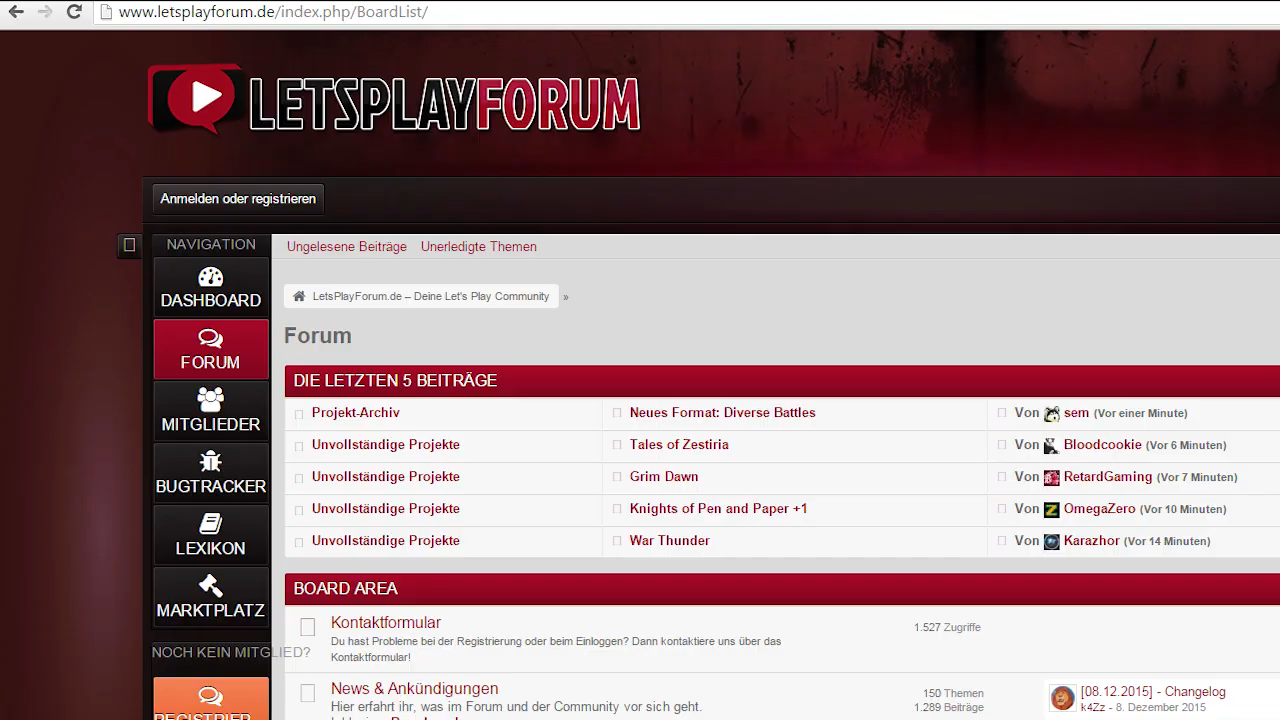 www.letsplayforum.de/index.php/BoardList/
LETSPLAYFORUM
Anmelden oder registrieren
NAVIGATION
DASHBOARD
FORUM
MITGLIEDER
BUGTRACKER
LEXIKON
MARKTPLATZ
NOCH KEIN MITGLIED?
Ungelesene Beiträge Unerledigte Themen
LetsPlayForum.de – Deine Let's Play Community »
Forum
DIE LETZTEN 5 BEITRÄGE
Projekt-Archiv Neues Format: Diverse Battles Von sem (Vor einer Minute)
Unvollständige Projekte Tales of Zestiria Von Bloodcookie (Vor 6 Minuten)
Unvollständige Projekte Grim Dawn Von RetardGaming (Vor 7 Minuten)
Unvollständige Projekte Knights of Pen and Paper +1 Von OmegaZero (Vor 10 Minuten)
Unvollständige Projekte War Thunder Von Karazhor (Vor 14 Minuten)
BOARD AREA
Kontaktformular
Du hast Probleme bei der Registrierung oder beim Einloggen? Dann kontaktiere uns über das
Kontaktformular!
1.527 Zugriffe
News & Ankündigungen
Hier erfahrt ihr, was im Forum und der Community vor sich geht.
150 Themen
1.289 Beiträge
[08.12.2015] - Changelog
k4Zz - 8. Dezember 2015